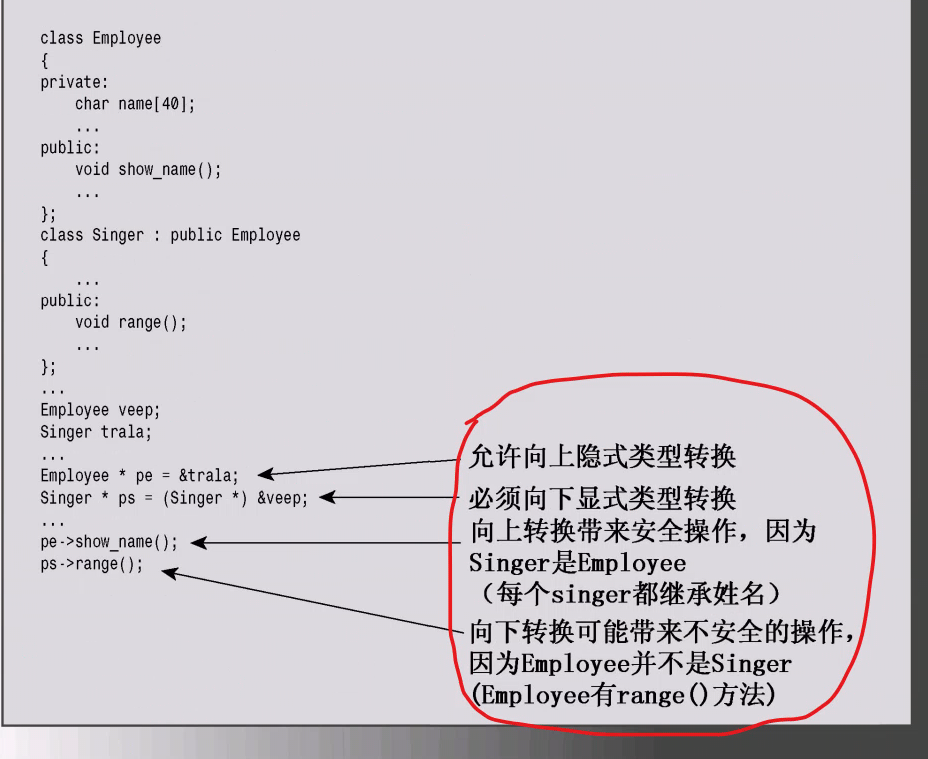 class Employee
{
private:
    char name[40];
    ...
public:
    void show_name();
    ...
};
class Singer : public Employee
{
    ...
public:
    void range();
    ...
};
...
Employee veep;
Singer trala;
...
Employee * pe = &trala;
Singer * ps = (Singer *) &veep;
...
pe->show_name();
ps->range();
允许向上隐式类型转换
必须向下显式类型转换
向上转换带来安全操作，因为
Singer是Employee
（每个singer都继承姓名）
向下转换可能带来不安全的操作，
因为Employee并不是Singer
(Employee有range()方法)